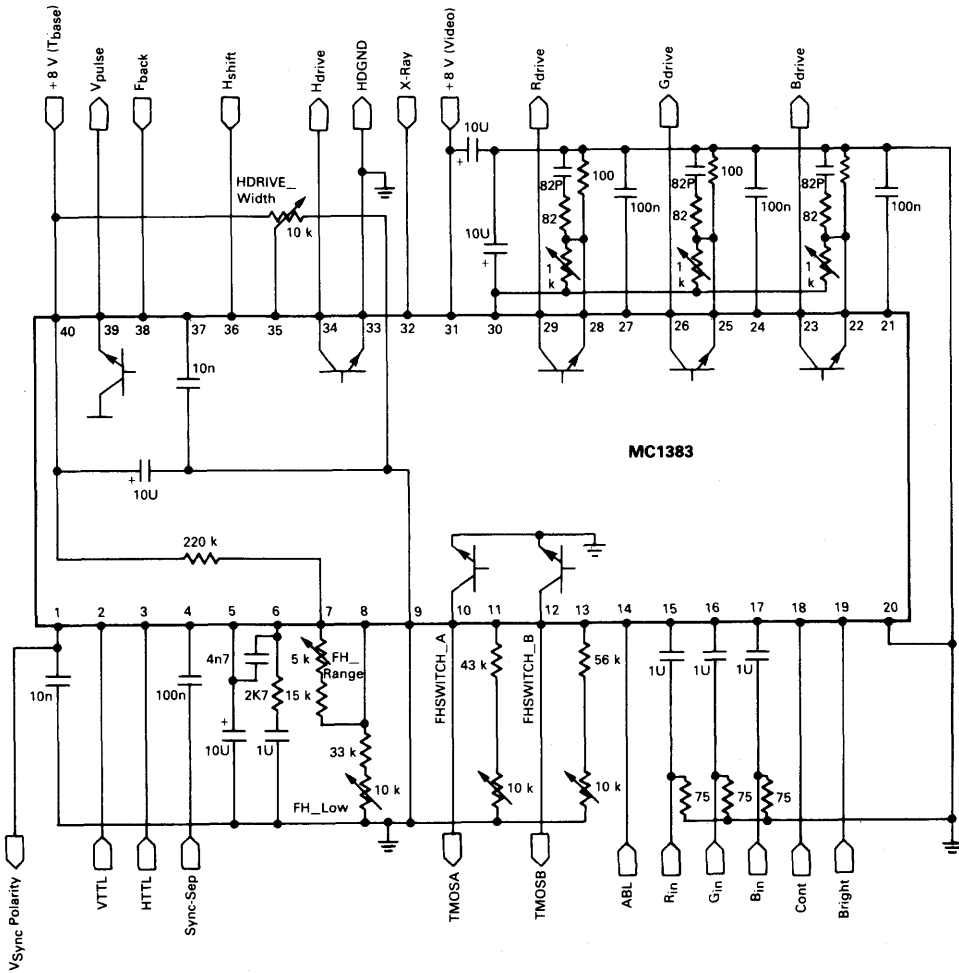 +8 V (Tbase)
Vpulse
Fback
Hshift
Hdrive
HDGND
X-Ray
+8 V (Video)
Rdrive
Gdrive
Bdrive
10U
+
HDRIVE_
Width
10 k
10U
+
82P
100
82
1
k
100n
82P
100
82
1
k
100n
82P
82
1
k
100n
40
39
38
37
36
35
34
33
32
31
30
29
28
27
26
25
24
23
22
21
10n
MC1383
+
10U
220 k
1
2
3
4
5
6
7
8
9
10
11
12
13
14
15
16
17
18
19
20
10n
100n
4n7
2K7
10U
+
1U
5 k
FH_
Range
15 k
33 k
10 k
FH_Low
FHSWITCH_A
43 k
10 k
FHSWITCH_B
56 k
10 k
1U
1U
1U
75
75
75
VSync Polarity
VTTL
HTTL
Sync-Sep
TMOSA
TMOSB
ABL
Rin
Gin
Bin
Cont
Bright